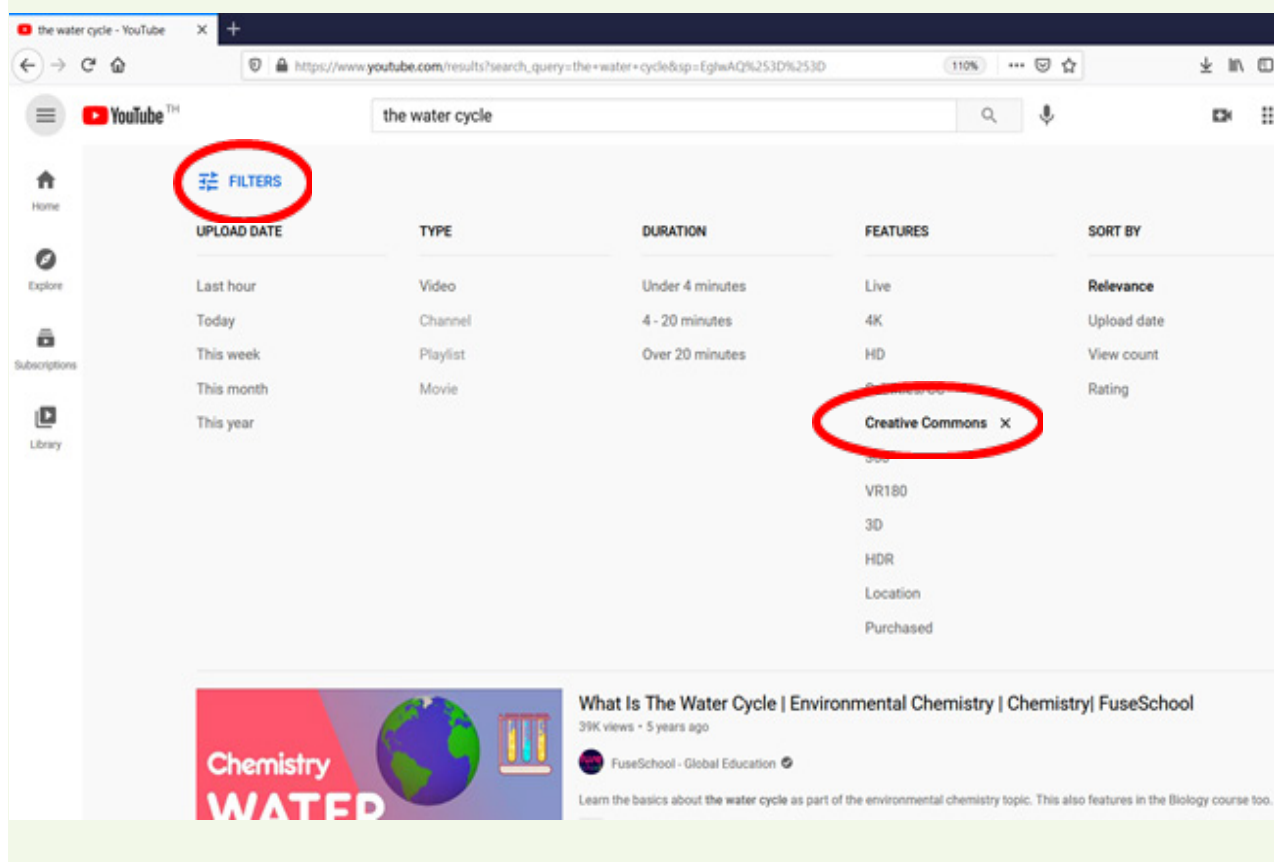 the water cycle - YouTube
https://www.youtube.com/results?search_query=the+water+cycle&sp=EgIwAQ%253D%253D 110%
YouTube TH the water cycle
FILTERS
Home
Explore
Subscriptions
Library
UPLOAD DATE TYPE DURATION FEATURES SORT BY
Last hour Video Under 4 minutes Live Relevance
Today Channel 4 - 20 minutes 4K Upload date
This week Playlist Over 20 minutes HD View count
This month Movie Rating
This year Creative Commons
VR180
3D
HDR
Location
Purchased
Chemistry
WATER
What Is The Water Cycle | Environmental Chemistry | Chemistry| FuseSchool
39K views • 5 years ago
FuseSchool - Global Education
Learn the basics about the water cycle as part of the environmental chemistry topic. This also features in the Biology course too.